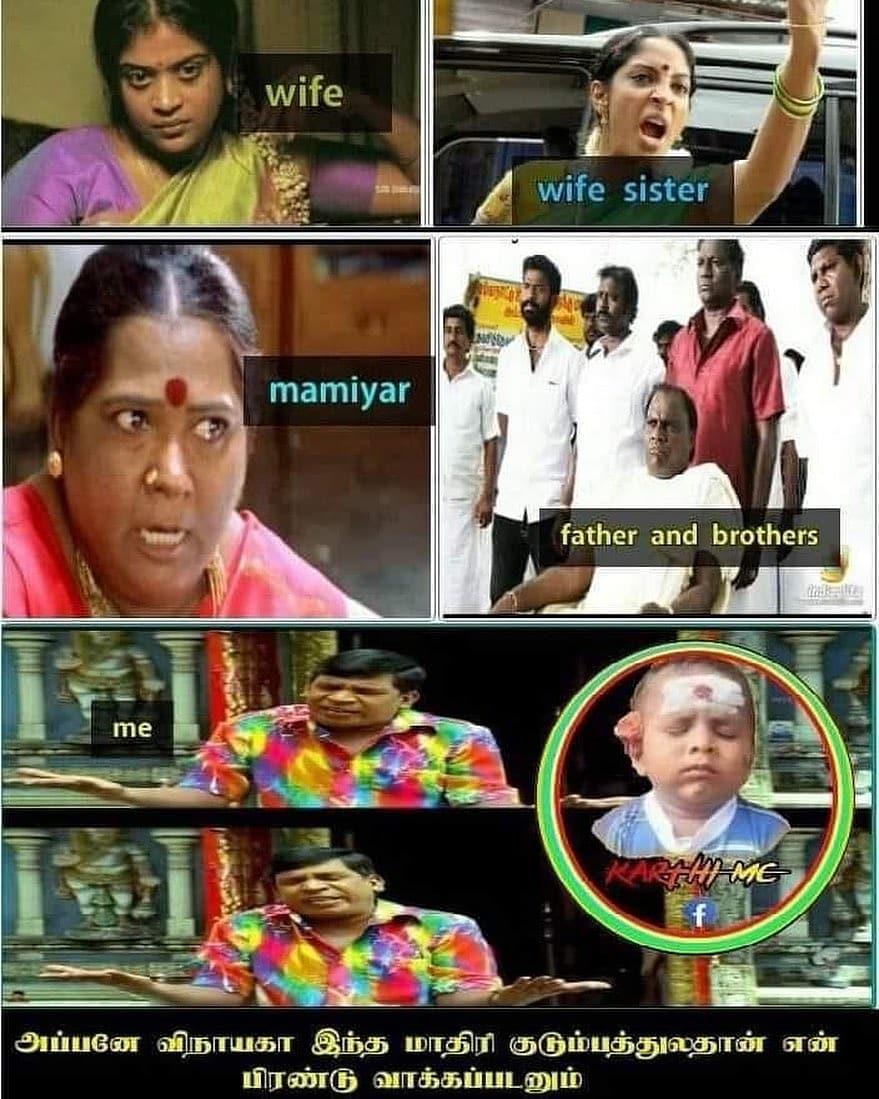 wife
wife sister
mamiyar
father and brothers
me
KARTHI MC
f
அப்பனே விநாயகா இந்த மாதிரி குடும்பத்துலதான் என்
பிரண்டு வாக்கப்படனும்